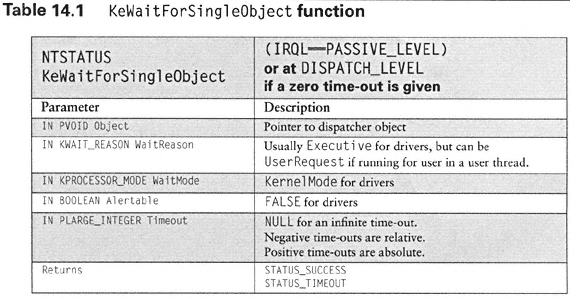 Table 14.1 KeWaitForSingleObject function
NTSTATUS
KeWaitForSingleObject
(IRQL==PASSIVE_LEVEL)
or at DISPATCH_LEVEL
if a zero time-out is given
Parameter Description
IN PVOID Object Pointer to dispatcher object
IN KWAIT_REASON WaitReason Usually Executive for drivers, but can be
UserRequest if running for user in a user thread.
IN KPROCESSOR_MODE WaitMode KernelMode for drivers
IN BOOLEAN Alertable FALSE for drivers
IN PLARGE_INTEGER Timeout NULL for an infinite time-out.
Negative time-outs are relative.
Positive time-outs are absolute.
Returns STATUS_SUCCESS
STATUS_TIMEOUT